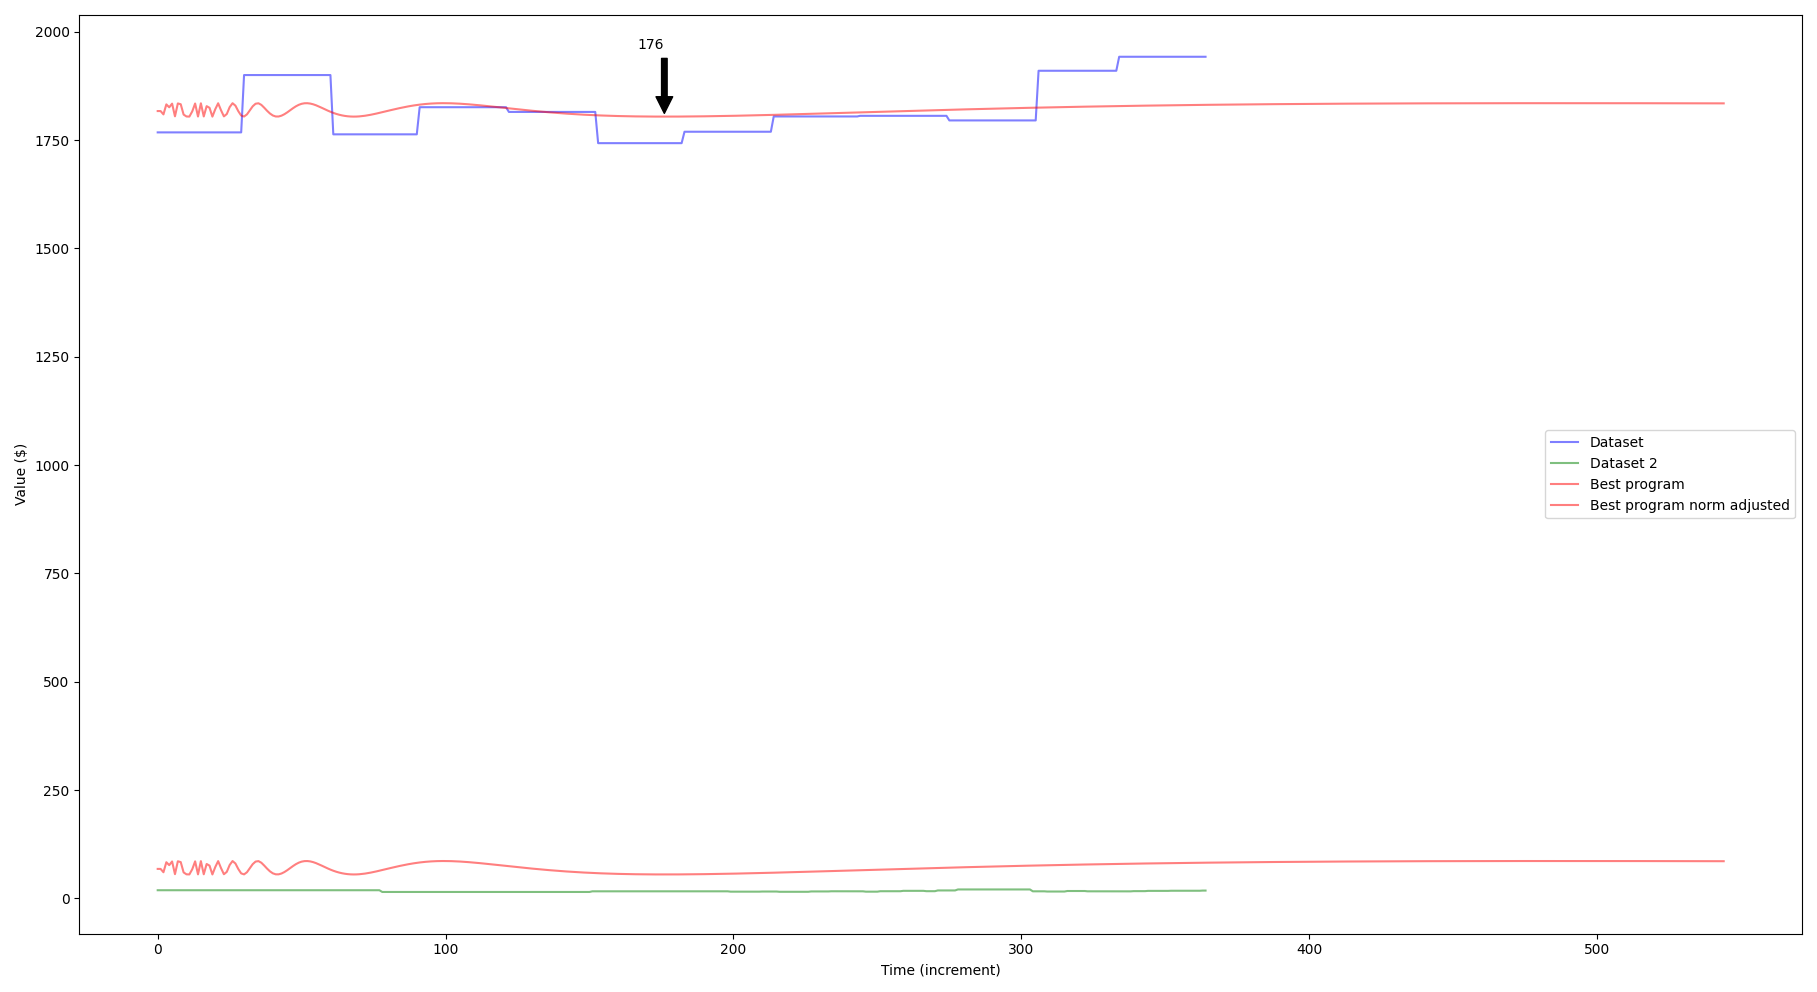 2000
176
1750
1500
1250
1000
750
500
250
0
Value ($)
Dataset
Dataset 2
Best program
Best program norm adjusted
0 100 200 300 400 500
Time (increment)